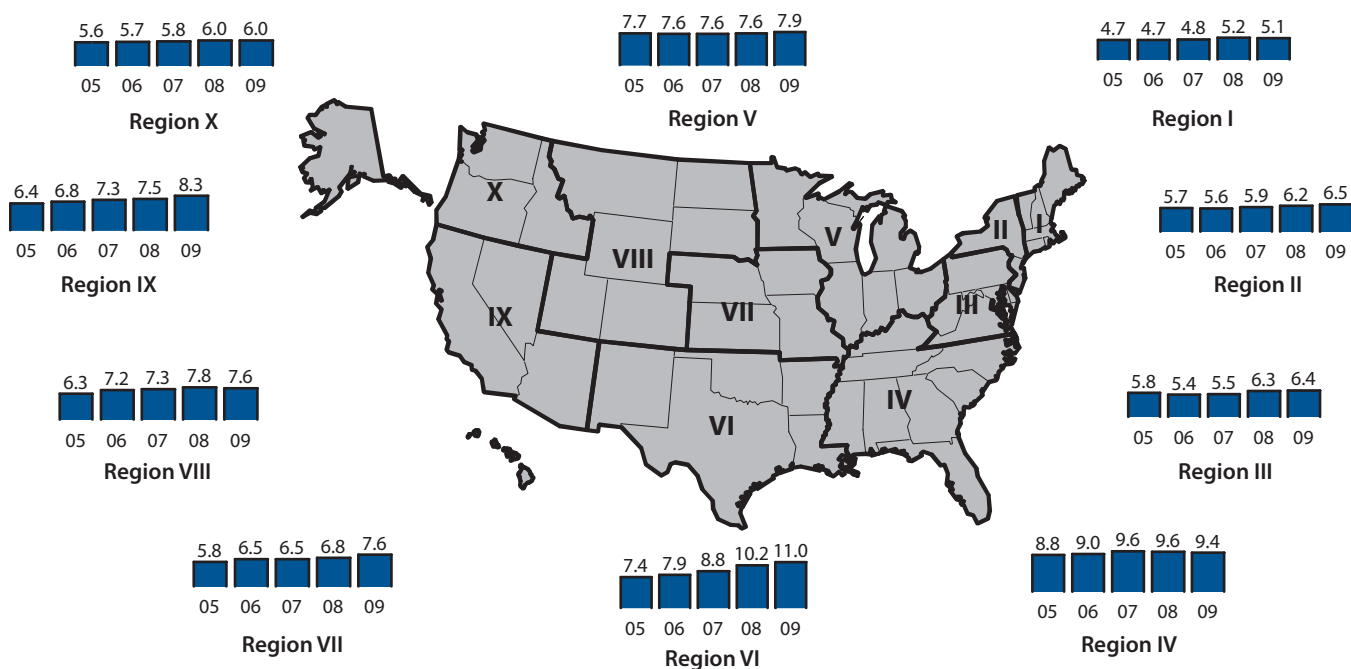 5.6 5.7 5.8 6.0 6.0
05 06 07 08 09
Region X
7.7 7.6 7.6 7.6 7.9
05 06 07 08 09
Region V
4.7 4.7 4.8 5.2 5.1
05 06 07 08 09
Region I
6.4 6.8 7.3 7.5 8.3
05 06 07 08 09
Region IX
5.7 5.6 5.9 6.2 6.5
05 06 07 08 09
Region II
6.3 7.2 7.3 7.8 7.6
05 06 07 08 09
Region VIII
5.8 5.4 5.5 6.3 6.4
05 06 07 08 09
Region III
5.8 6.5 6.5 6.8 7.6
05 06 07 08 09
Region VII
7.4 7.9 8.8 10.2 11.0
05 06 07 08 09
Region VI
8.8 9.0 9.6 9.6 9.4
05 06 07 08 09
Region IV
X
VIII
V
II
I
IX
VII
III
VI
IV